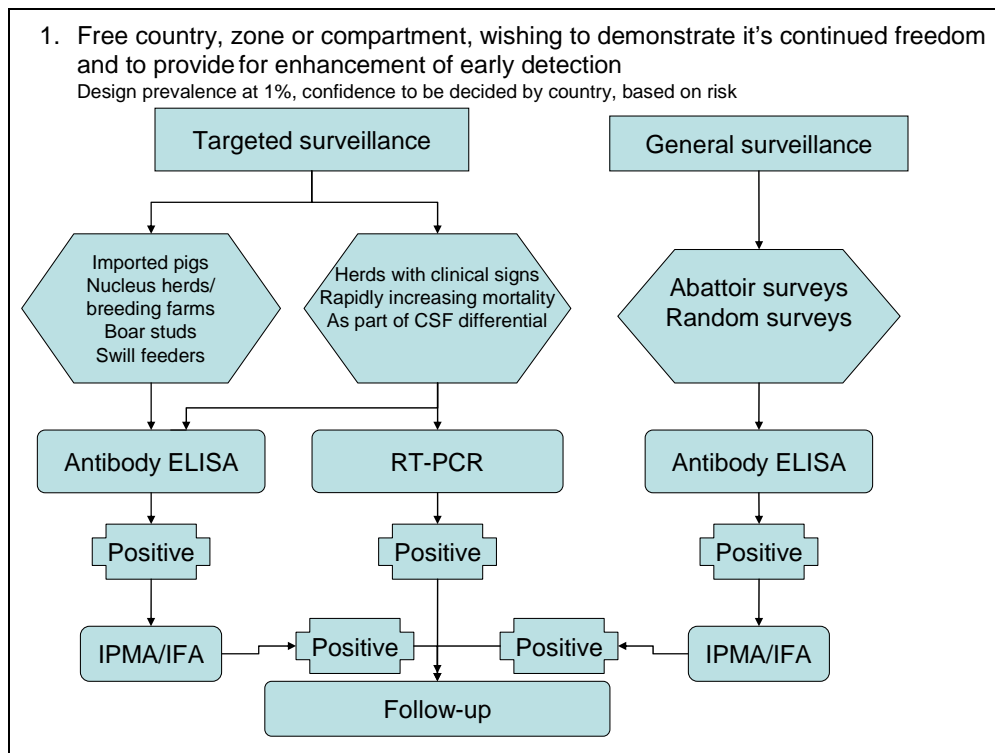 1. Free country, zone or compartment, wishing to demonstrate it's continued freedom
and to provide for enhancement of early detection
Design prevalence at 1%, confidence to be decided by country, based on risk
Targeted surveillance
General surveillance
Imported pigs
Nucleus herds/
breeding farms
Boar studs
Swill feeders
Herds with clinical signs
Rapidly increasing mortality
As part of CSF differential
Abattoir surveys
Random surveys
Antibody ELISA
RT-PCR
Antibody ELISA
Positive
Positive
Positive
IPMA/IFA
Positive
Positive
IPMA/IFA
Follow-up